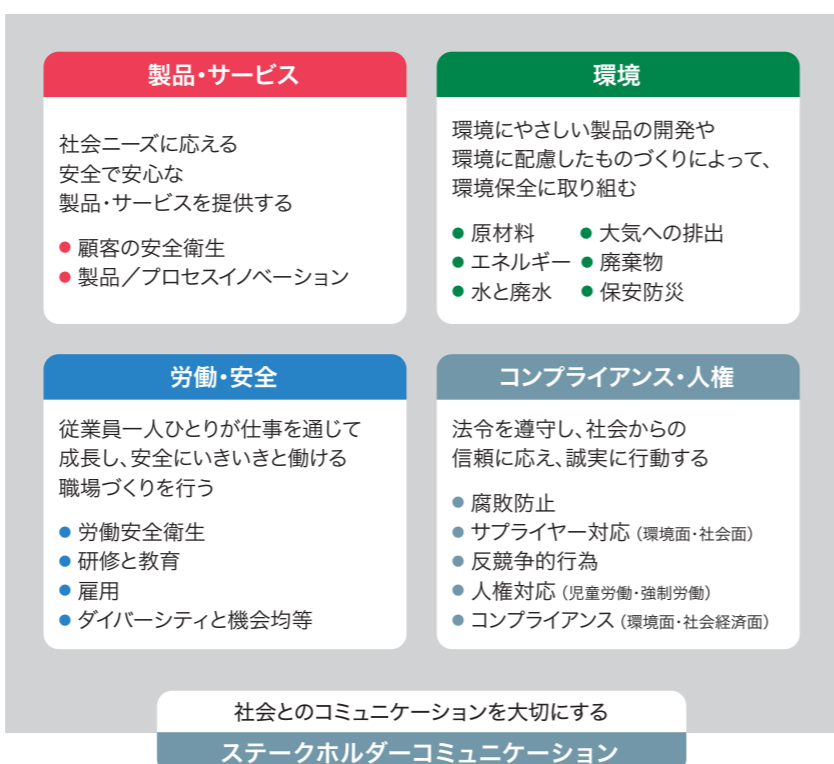 製品・サービス
社会ニーズに応える
安全で安心な
製品・サービスを提供する
● 顧客の安全衛生
● 製品／プロセスイノベーション
環境
環境にやさしい製品の開発や
環境に配慮したものづくりによって、
環境保全に取り組む
● 原材料 ● 大気への排出
● エネルギー ● 廃棄物
● 水と廃水 ● 保安防災
労働・安全
従業員一人ひとりが仕事を通じて
成長し、安全にいきいきと働ける
職場づくりを行う
● 労働安全衛生
● 研修と教育
● 雇用
● ダイバーシティと機会均等
コンプライアンス・人権
法令を遵守し、社会からの
信頼に応え、誠実に行動する
● 腐敗防止
● サプライヤー対応（環境面・社会面）
● 反競争的行為
● 人権対応（児童労働・強制労働）
● コンプライアンス（環境面・社会経済面）
社会とのコミュニケーションを大切にする
ステークホルダーコミュニケーション